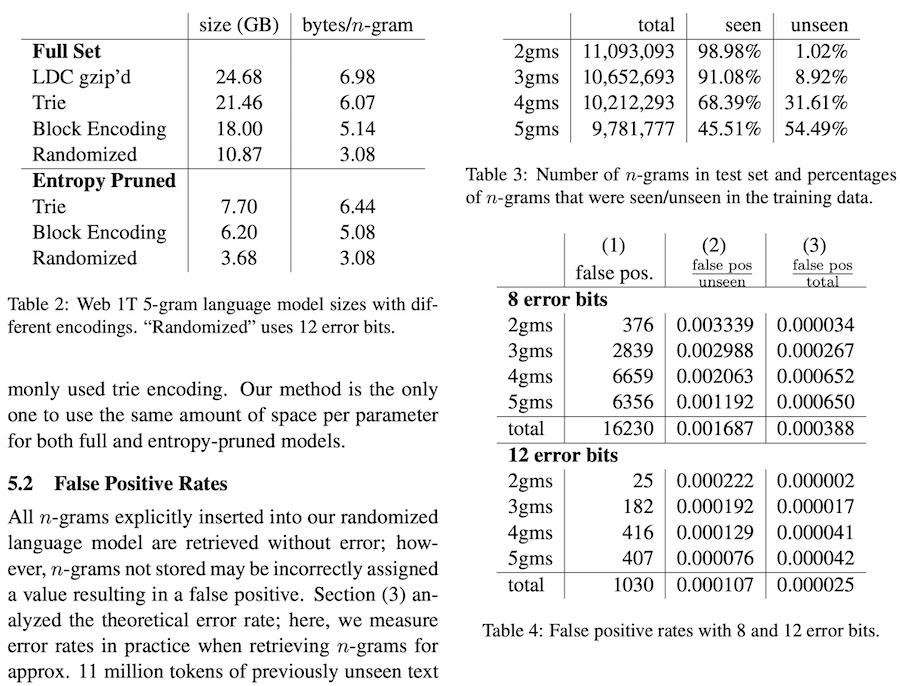 size (GB) bytes/n-gram
Full Set
LDC gzip'd 24.68 6.98
Trie 21.46 6.07
Block Encoding 18.00 5.14
Randomized 10.87 3.08
Entropy Pruned
Trie 7.70 6.44
Block Encoding 6.20 5.08
Randomized 3.68 3.08
Table 2: Web 1T 5-gram language model sizes with dif-
ferent encodings. “Randomized” uses 12 error bits.
monly used trie encoding. Our method is the only
one to use the same amount of space per parameter
for both full and entropy-pruned models.
5.2 False Positive Rates
All n-grams explicitly inserted into our randomized
language model are retrieved without error; how-
ever, n-grams not stored may be incorrectly assigned
a value resulting in a false positive. Section (3) an-
alyzed the theoretical error rate; here, we measure
error rates in practice when retrieving n-grams for
approx. 11 million tokens of previously unseen text
total seen unseen
2gms 11,093,093 98.98% 1.02%
3gms 10,652,693 91.08% 8.92%
4gms 10,212,293 68.39% 31.61%
5gms 9,781,777 45.51% 54.49%
Table 3: Number of n-grams in test set and percentages
of n-grams that were seen/unseen in the training data.
(1) (2) (3)
false pos. false pos/unseen false pos/total
8 error bits
2gms 376 0.003339 0.000034
3gms 2839 0.002988 0.000267
4gms 6659 0.002063 0.000652
5gms 6356 0.001192 0.000650
total 16230 0.001687 0.000388
12 error bits
2gms 25 0.000222 0.000002
3gms 182 0.000192 0.000017
4gms 416 0.000129 0.000041
5gms 407 0.000076 0.000042
total 1030 0.000107 0.000025
Table 4: False positive rates with 8 and 12 error bits.